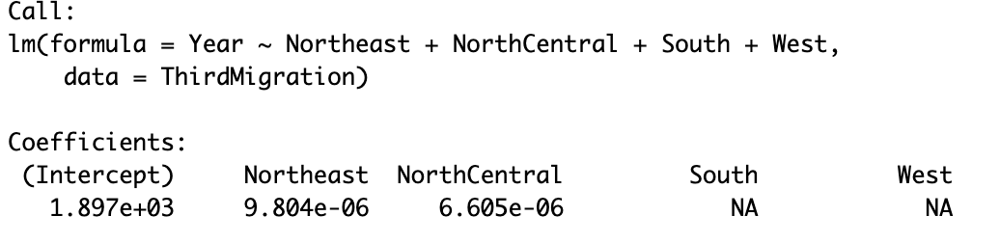 Call:
lm(formula = Year ~ Northeast + NorthCentral + South + West,
    data = ThirdMigration)

Coefficients:
 (Intercept)     Northeast  NorthCentral         South          West
   1.897e+03     9.804e-06     6.605e-06            NA            NA